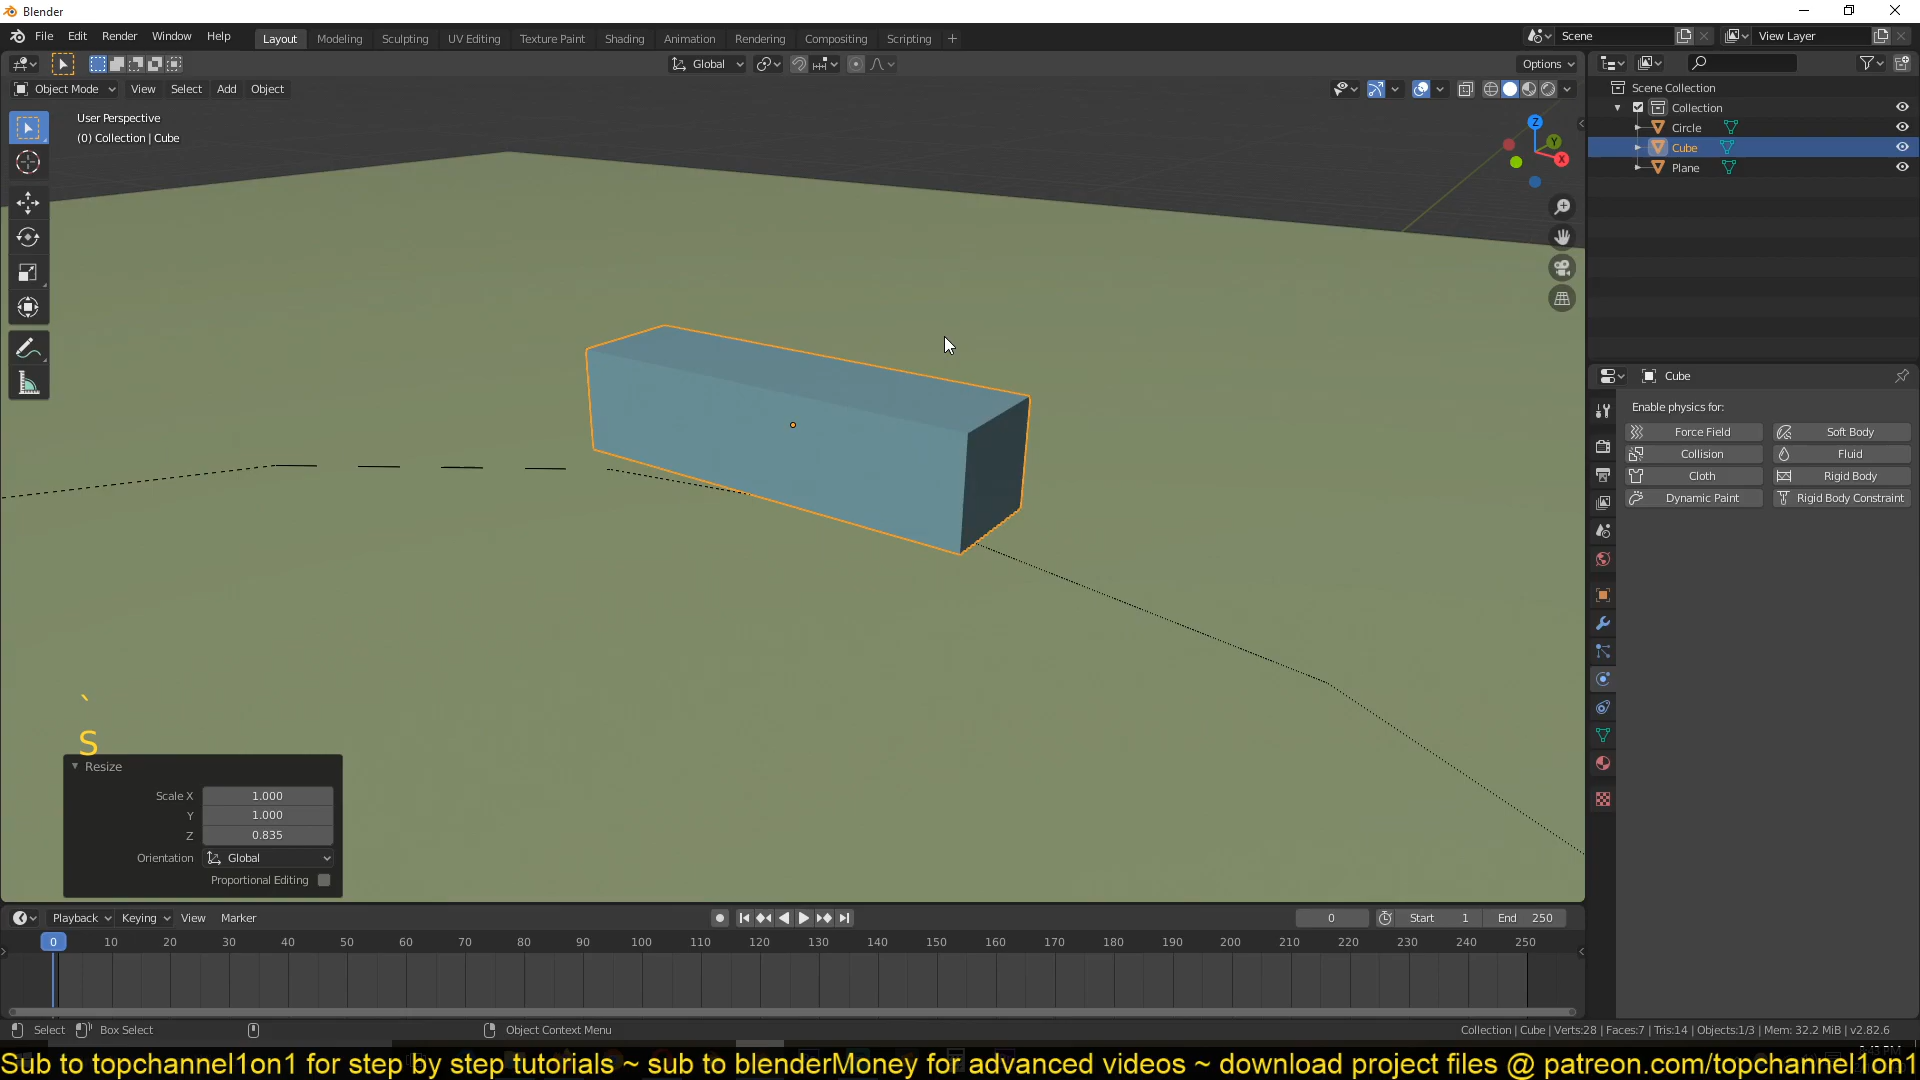 Blender
File Edit Render Window Help
Layout Modeling Sculpting UV Editing Texture Paint Shading Animation Rendering Compositing Scripting +
Scene
View Layer
Global
Options
Object Mode View Select Add Object
User Perspective
(0) Collection | Cube
Z
Y
X
Scene Collection
Collection
Circle
Cube
Plane
Cube
Enable physics for:
Force Field
Soft Body
Collision
Fluid
Cloth
Rigid Body
Dynamic Paint
Rigid Body Constraint
`
S
Resize
Scale X 1.000
Y 1.000
Z 0.835
Orientation Global
Proportional Editing
Playback Keying View Marker
0
Start 1
End 250
0 10 20 30 40 50 60 70 80 90 100 110 120 130 140 150 160 170 180 190 200 210 220 230 240 250
Select Box Select Object Context Menu
Collection | Cube | Verts:28 | Faces:7 | Tris:14 | Objects:1/3 | Mem: 32.2 MiB | v2.82.6
Sub to topchannel1on1 for step by step tutorials ~ sub to blenderMoney for advanced videos ~ download project files @ patreon.com/topchannel1on1